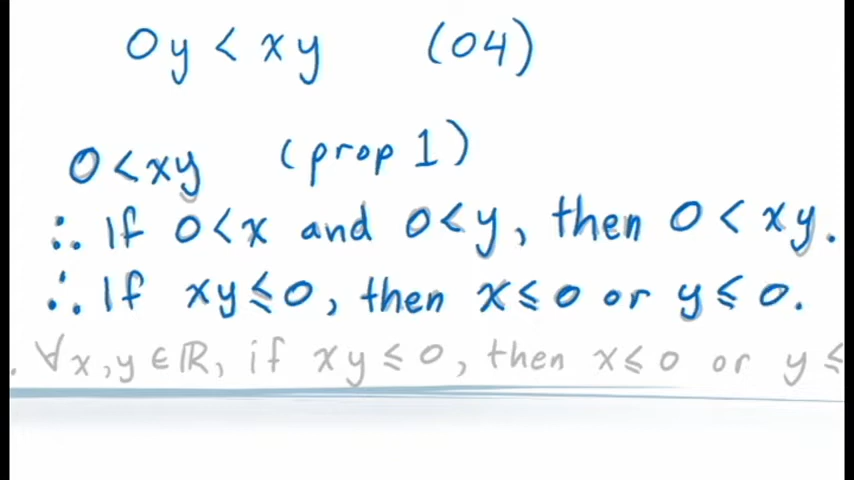 0y < xy (04)
0 < xy (prop 1)
∴ If 0 < x and 0 < y, then 0 < xy.
∴ If xy ≤ 0, then x ≤ 0 or y ≤ 0.
. ∀x, y ∈ ℝ, if xy ≤ 0, then x ≤ 0 or y ≤